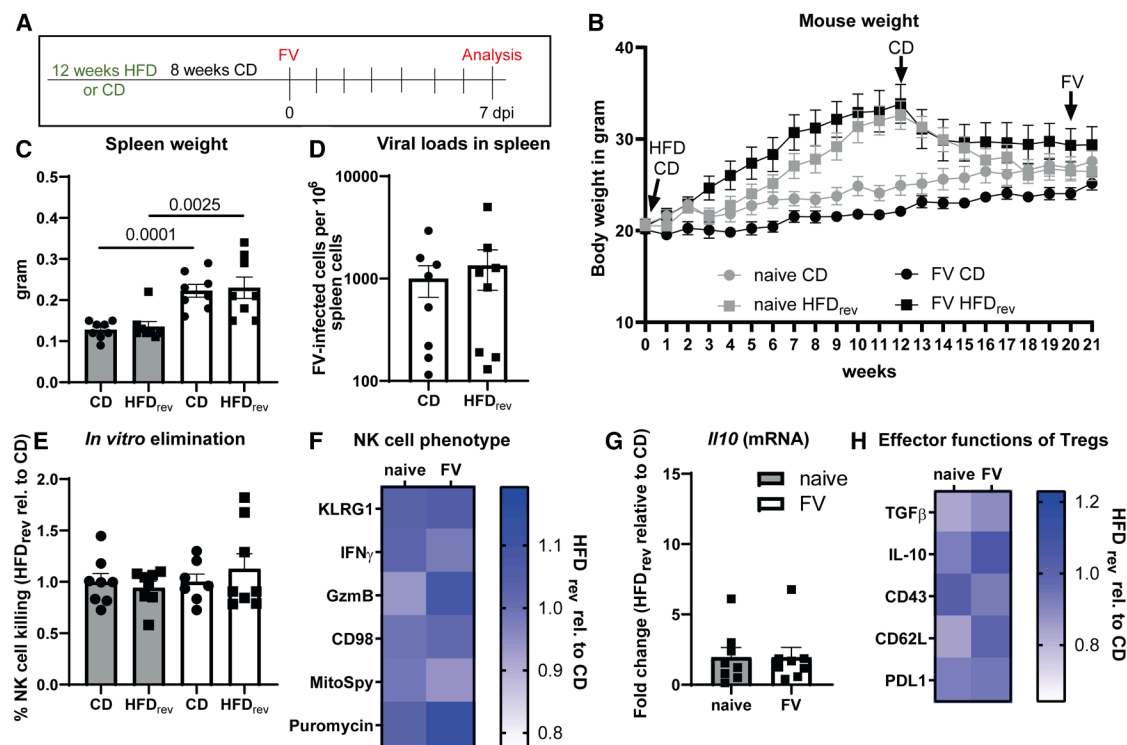 A
12 weeks HFD
or CD
8 weeks CD
FV
Analysis
0
7 dpi
B
Mouse weight
Body weight in gram
40
30
20
10
HFD
CD
CD
FV
naive CD
FV CD
naive HFDrev
FV HFDrev
0 1 2 3 4 5 6 7 8 9 10 11 12 13 14 15 16 17 18 19 20 21
weeks
C
Spleen weight
gram
0.5
0.4
0.3
0.2
0.1
0.0
0.0025
0.0001
CD HFDrev CD HFDrev
D
Viral loads in spleen
FV-infected cells per 10⁶
spleen cells
10000
1000
100
CD HFDrev
E
In vitro elimination
% NK cell killing (HFDrev rel. to CD)
2.0
1.5
1.0
0.5
0.0
CD HFDrev CD HFDrev
F
NK cell phenotype
naive FV
KLRG1
IFNγ
GzmB
CD98
MitoSpy
Puromycin
1.1
1.0
0.9
0.8
HFD rev rel. to CD
G
Il10 (mRNA)
Fold change (HFDrev relative to CD)
15
10
5
0
naive
FV
naive FV
H
Effector functions of Tregs
naive FV
TGFβ
IL-10
CD43
CD62L
PDL1
1.2
1.0
0.8
HFD rev rel. to CD